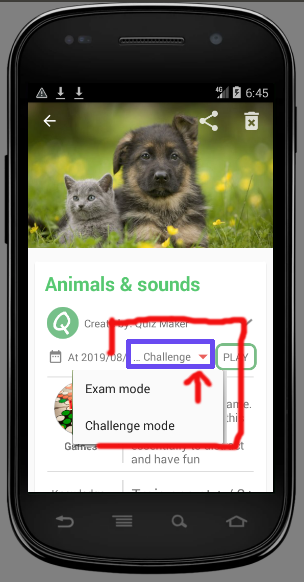 4G 6:45
Animals & sounds
Created by: Quiz Maker
At 2019/08/ ... Challenge PLAY
Exam mode
Challenge mode
this
Games
and have fun